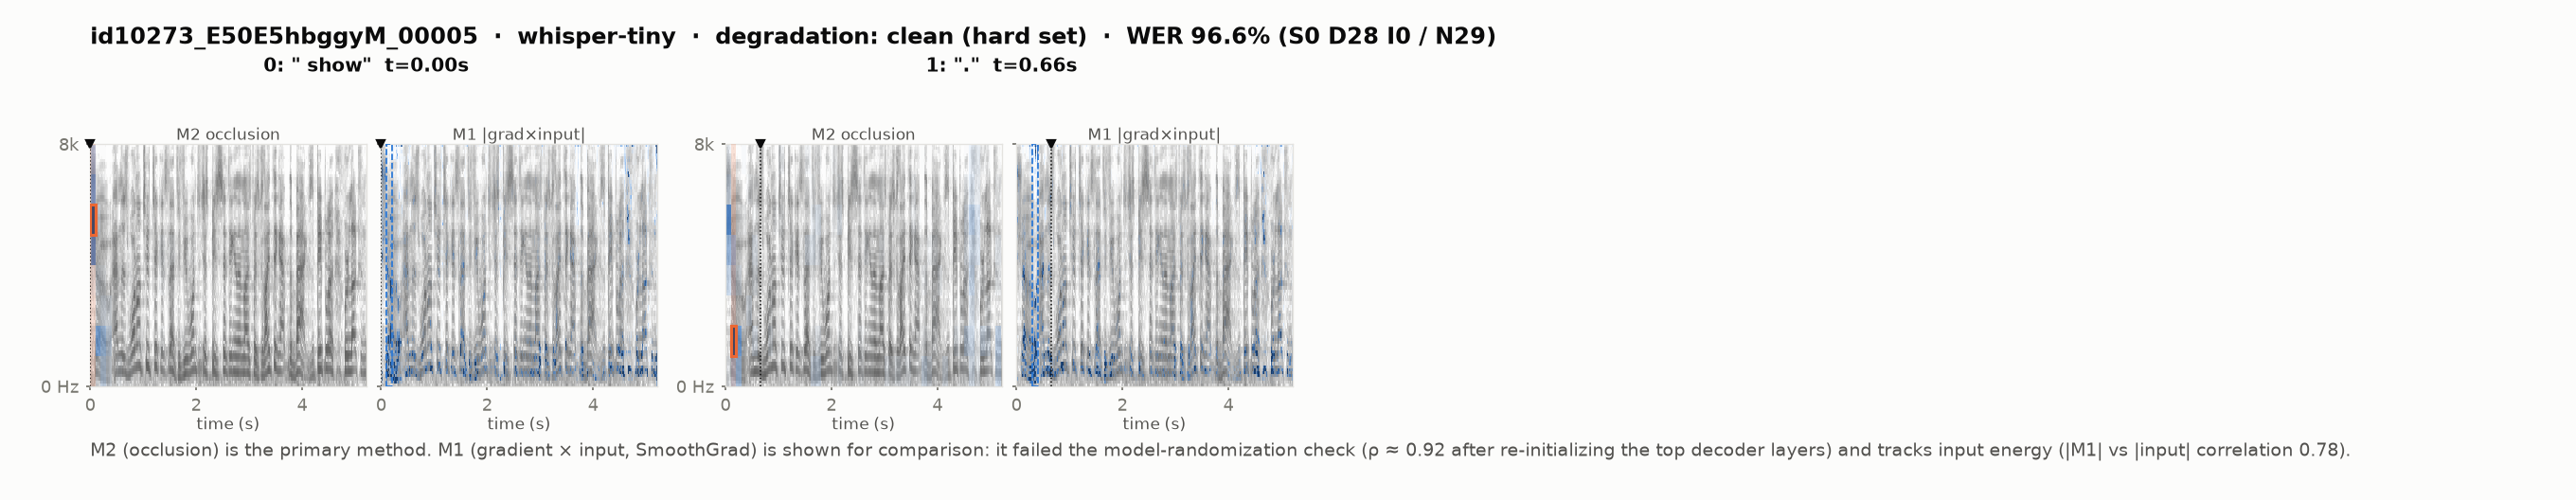 id10273_E50E5hbggyM_00005 · whisper-tiny · degradation: clean (hard set) · WER 96.6% (S0 D28 I0 / N29)
0: " show" t=0.00s
1: "." t=0.66s
M2 occlusion
M1 |grad×input|
M2 occlusion
M1 |grad×input|
8k
8k
0 Hz
0 Hz
0 2 4
0 2 4
0 2 4
0 2 4
time (s)
time (s)
time (s)
time (s)
M2 (occlusion) is the primary method. M1 (gradient × input, SmoothGrad) is shown for comparison: it failed the model-randomization check (ρ ≈ 0.92 after re-initializing the top decoder layers) and tracks input energy (|M1| vs |input| correlation 0.78).